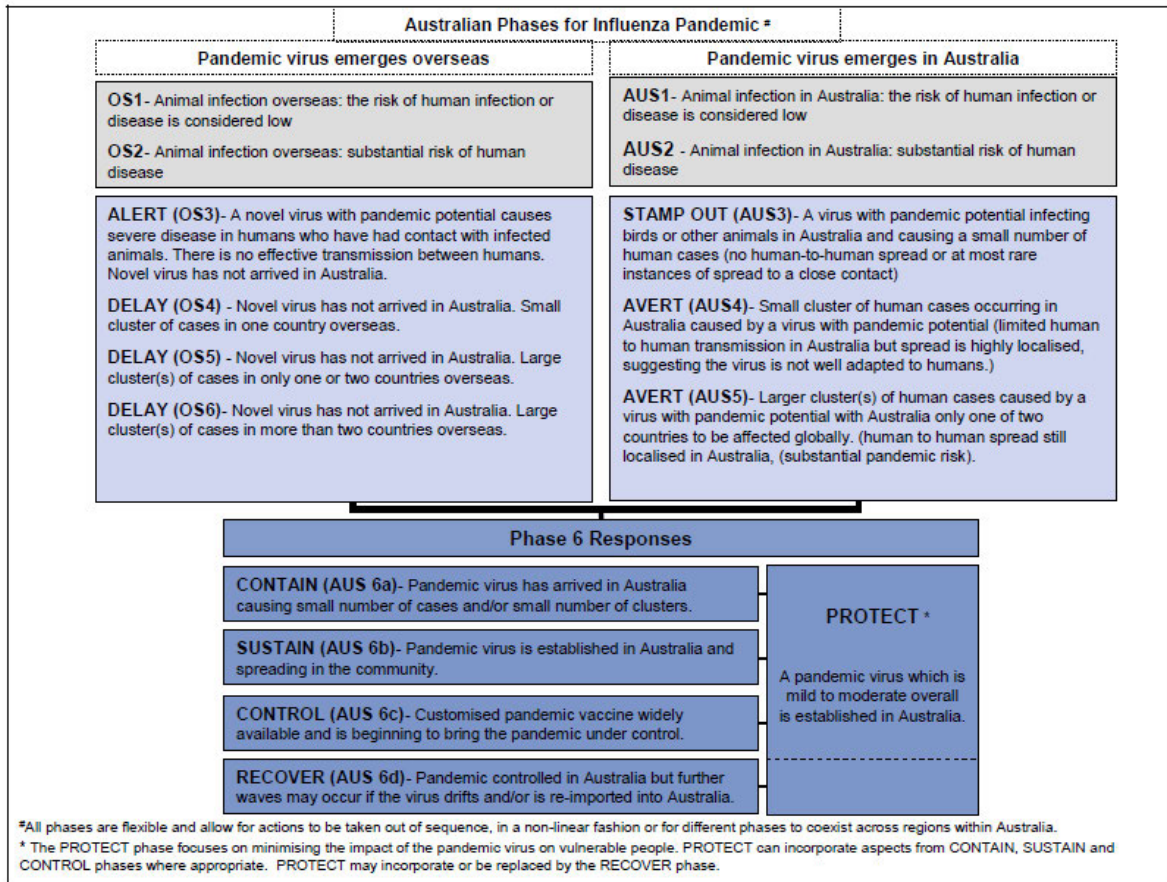 Australian Phases for Influenza Pandemic #
Pandemic virus emerges overseas
OS1- Animal infection overseas: the risk of human infection or
disease is considered low
OS2- Animal infection overseas: substantial risk of human
disease
ALERT (OS3)- A novel virus with pandemic potential causes
severe disease in humans who have had contact with infected
animals. There is no effective transmission between humans.
Novel virus has not arrived in Australia.
DELAY (OS4) - Novel virus has not arrived in Australia. Small
cluster of cases in one country overseas.
DELAY (OS5) - Novel virus has not arrived in Australia. Large
cluster(s) of cases in only one or two countries overseas.
DELAY (OS6)- Novel virus has not arrived in Australia. Large
cluster(s) of cases in more than two countries overseas.
Pandemic virus emerges in Australia
AUS1- Animal infection in Australia: the risk of human infection or
disease is considered low
AUS2 - Animal infection in Australia: substantial risk of human
disease
STAMP OUT (AUS3)- A virus with pandemic potential infecting
birds or other animals in Australia and causing a small number of
human cases (no human-to-human spread or at most rare
instances of spread to a close contact)
AVERT (AUS4)- Small cluster of human cases occurring in
Australia caused by a virus with pandemic potential (limited human
to human transmission in Australia but spread is highly localised,
suggesting the virus is not well adapted to humans.)
AVERT (AUS5)- Larger cluster(s) of human cases caused by a
virus with pandemic potential with Australia only one of two
countries to be affected globally. (human to human spread still
localised in Australia, (substantial pandemic risk).
Phase 6 Responses
CONTAIN (AUS 6a)- Pandemic virus has arrived in Australia
causing small number of cases and/or small number of clusters.
SUSTAIN (AUS 6b)- Pandemic virus is established in Australia and
spreading in the community.
CONTROL (AUS 6c)- Customised pandemic vaccine widely
available and is beginning to bring the pandemic under control.
RECOVER (AUS 6d)- Pandemic controlled in Australia but further
waves may occur if the virus drifts and/or is re-imported into Australia.
PROTECT *
A pandemic virus which is
mild to moderate overall
is established in Australia.
#All phases are flexible and allow for actions to be taken out of sequence, in a non-linear fashion or for different phases to coexist across regions within Australia.
* The PROTECT phase focuses on minimising the impact of the pandemic virus on vulnerable people. PROTECT can incorporate aspects from CONTAIN, SUSTAIN and
CONTROL phases where appropriate. PROTECT may incorporate or be replaced by the RECOVER phase.